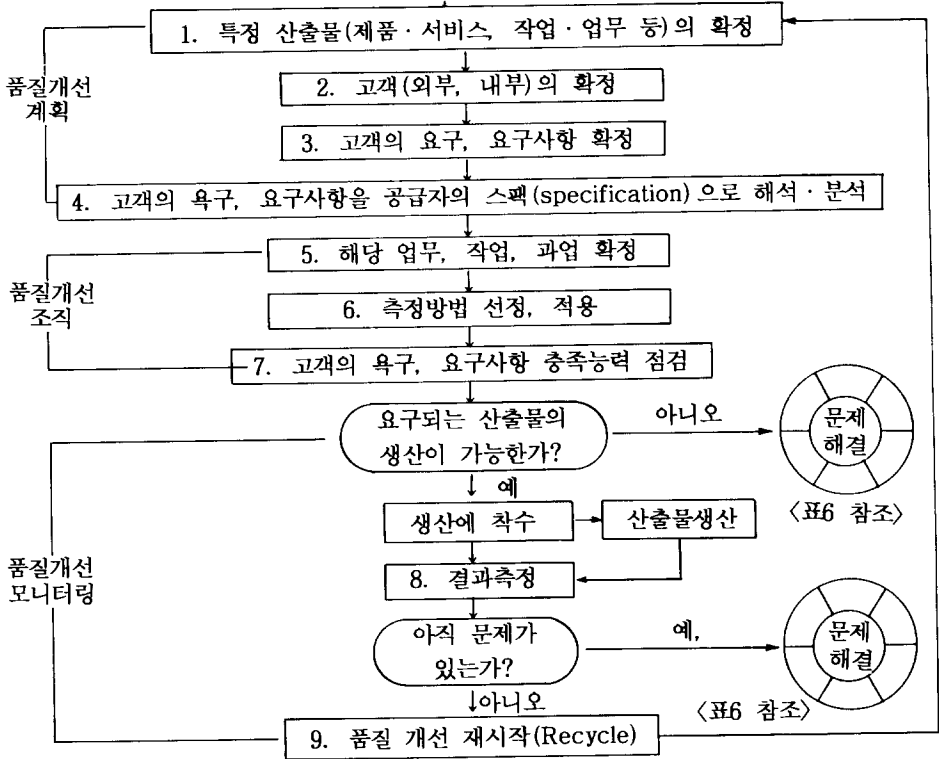 1. 특정 산출물(제품·서비스, 작업·업무 등)의 확정
품질개선
계획
2. 고객(외부, 내부)의 확정
3. 고객의 요구, 요구사항 확정
4. 고객의 욕구, 요구사항을 공급자의 스팩(specification)으로 해석·분석
5. 해당 업무, 작업, 과업 확정
품질개선
조직
6. 측정방법 선정, 적용
7. 고객의 욕구, 요구사항 충족능력 점검
요구되는 산출물의
생산이 가능한가?
아니오
문제
해결
<표6 참조>
예
생산에 착수
산출물생산
품질개선
모니터링
8. 결과측정
아직 문제가
있는가?
예,
문제
해결
<표6 참조>
아니오
9. 품질 개선 재시작(Recycle)